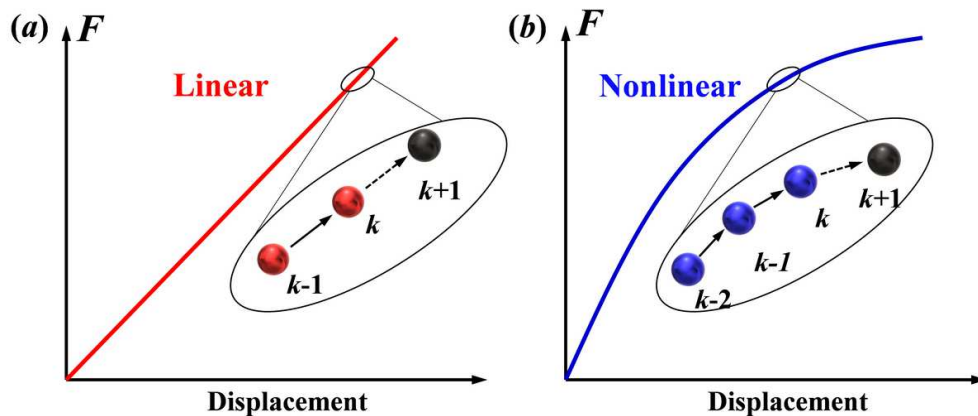 (a) F
Linear
k+1
k
k-1
Displacement
(b) F
Nonlinear
k+1
k
k-1
k-2
Displacement